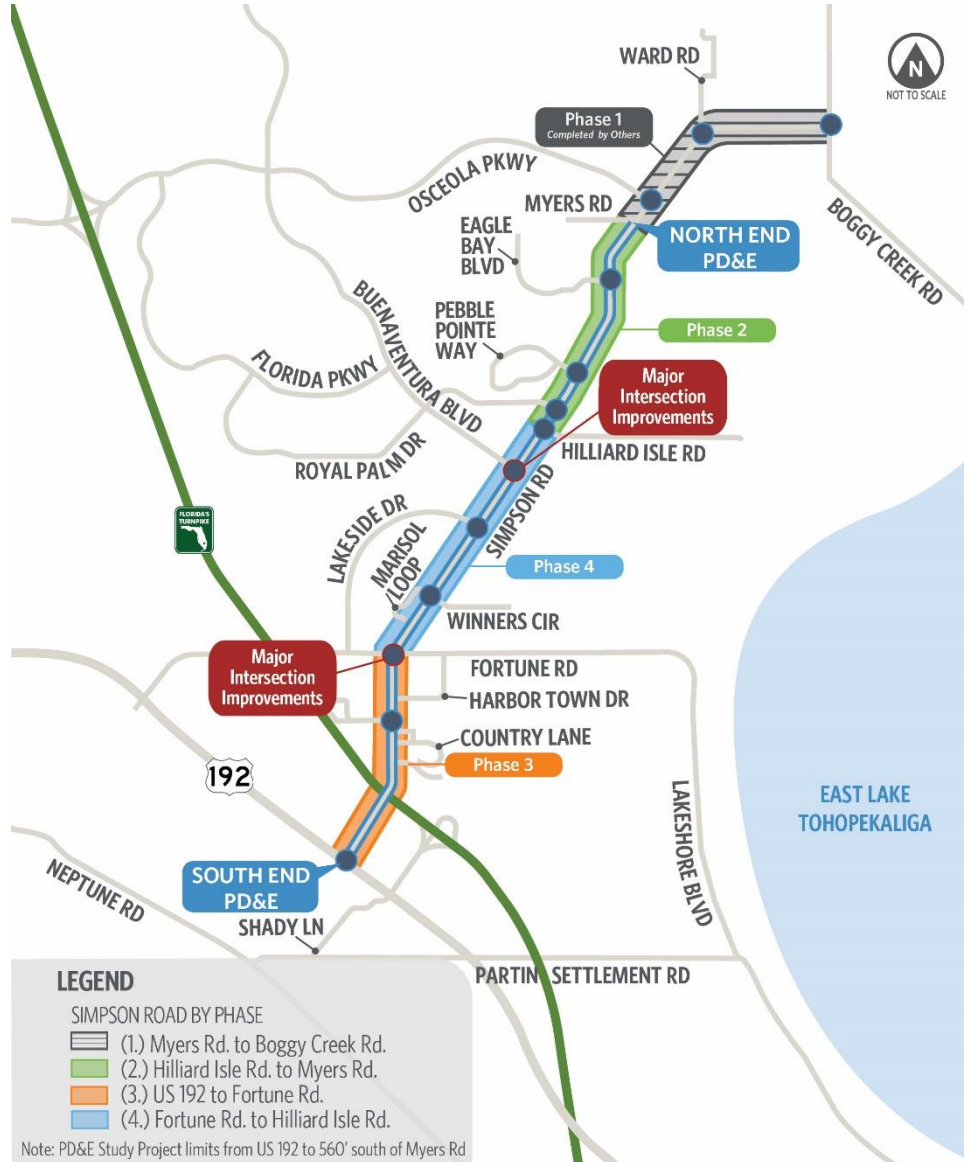 WARD RD
N
NOT TO SCALE
Phase 1
Completed by Others
OSCEOLA PKWY
MYERS RD
EAGLE
BAY
BLVD
NORTH END
PD&E
BOGGY CREEK RD
BUENAVENTURA BLVD
PEBBLE
POINTE
WAY
Phase 2
FLORIDA PKWY
Major
Intersection
Improvements
ROYAL PALM DR
HILLIARD ISLE RD
SIMPSON RD
FLORIDA'S
TURNPIKE
LAKESIDE DR
MARISOL
LOOP
Phase 4
WINNERS CIR
Major
Intersection
Improvements
FORTUNE RD
HARBOR TOWN DR
COUNTRY LANE
Phase 3
192
LAKESHORE BLVD
EAST LAKE
TOHOPEKALIGA
NEPTUNE RD
SOUTH END
PD&E
SHADY LN
PARTIN SETTLEMENT RD
LEGEND
SIMPSON ROAD BY PHASE
(1.) Myers Rd. to Boggy Creek Rd.
(2.) Hilliard Isle Rd. to Myers Rd.
(3.) US 192 to Fortune Rd.
(4.) Fortune Rd. to Hilliard Isle Rd.
Note: PD&E Study Project limits from US 192 to 560' south of Myers Rd